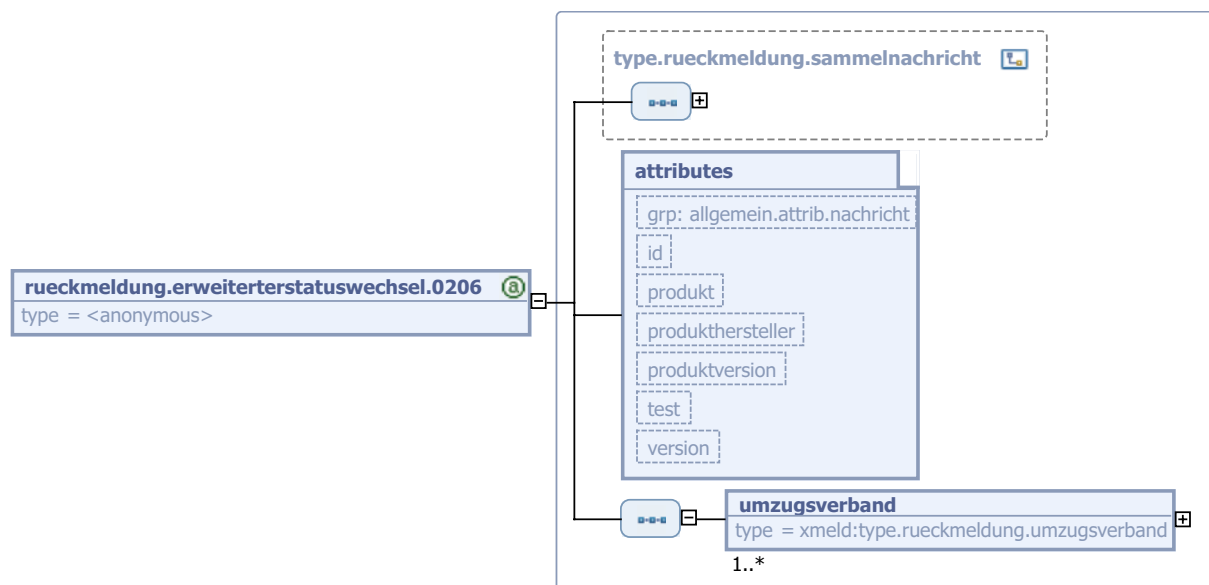 type.rueckmeldung.sammelnachricht
attributes
grp: allgemein.attrib.nachricht
id
produkt
produkthersteller
produktversion
test
version
rueckmeldung.erweiterterstatuswechsel.0206 @
type = <anonymous>
umzugsverband
type = xmeld:type.rueckmeldung.umzugsverband
1..*